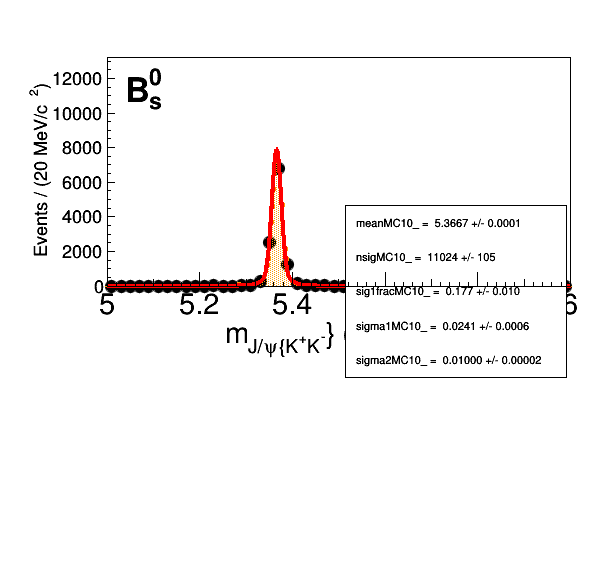 12000
10000
8000
6000
4000
2000
0
Events / (20 MeV/c 2)
B0s
meanMC10_ = 5.3667 +/- 0.0001
nsigMC10_ = 11024 +/- 105
sig1fracMC10_ = 0.177 +/- 0.010
sigma1MC10_ = 0.0241 +/- 0.0006
sigma2MC10_ = 0.01000 +/- 0.00002
5 5.2 5.4 6
mJ/ψ{K+K-} (